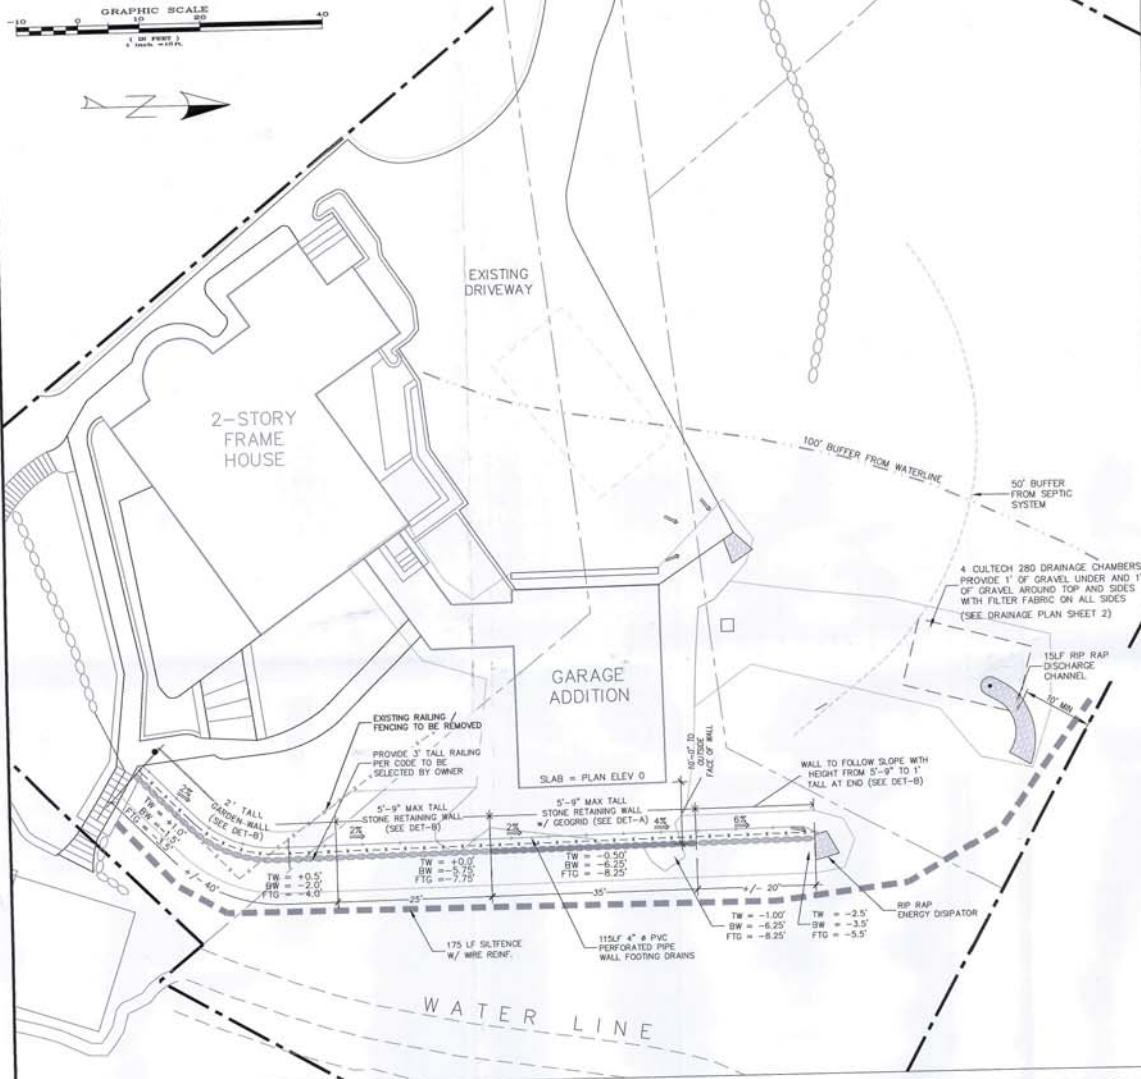 GRAPHIC SCALE
-10 0 10 20 40
( IN FEET )
1 inch = 10 ft.
N
EXISTING
DRIVEWAY
2-STORY
FRAME
HOUSE
100' BUFFER FROM WATERLINE
50' BUFFER
FROM SEPTIC
SYSTEM
4 CULTECH 280 DRAINAGE CHAMBERS
PROVIDE 1' OF GRAVEL UNDER AND 1'
OF GRAVEL AROUND TOP AND SIDES
WITH FILTER FABRIC ON ALL SIDES
(SEE DRAINAGE PLAN SHEET 2)
15LF RIP RAP
DISCHARGE
CHANNEL
10' MIN
GARAGE
ADDITION
SLAB = PLAN ELEV 0
10'-0" TO
OUTSIDE
FACE OF WALL
EXISTING RAILING
FENCING TO BE REMOVED
PROVIDE 3' TALL RAILING
PER CODE TO BE
SELECTED BY OWNER
WALL TO FOLLOW SLOPE WITH
HEIGHT FROM 5'-9" TO 1'
TALL AT END (SEE DET-B)
2%
2' TALL
GARDEN-WALL
(SEE DET-B)
5'-9" MAX TALL
STONE RETAINING WALL
(SEE DET-B)
5'-9" MAX TALL
STONE RETAINING WALL
w/ GEOGRID (SEE DET-A)
2%
2%
4%
6%
TW = +1.0'
BW = -1.5'
FTG = -3.5'
TW = +0.5'
BW = -2.0'
FTG = -4.0'
TW = +0.0'
BW = -5.75'
FTG = -7.75'
TW = -0.50'
BW = -6.25'
FTG = -8.25'
+/- 40'
25'
35'
+/- 20'
TW = -1.00'
BW = -6.25'
FTG = -8.25'
TW = -2.5'
BW = -3.5'
FTG = -5.5'
RIP RAP
ENERGY DISIPATOR
175 LF SILTFENCE
W/ WIRE REINF.
115LF 4" ø PVC
PERFORATED PIPE
WALL FOOTING DRAINS
WATER LINE